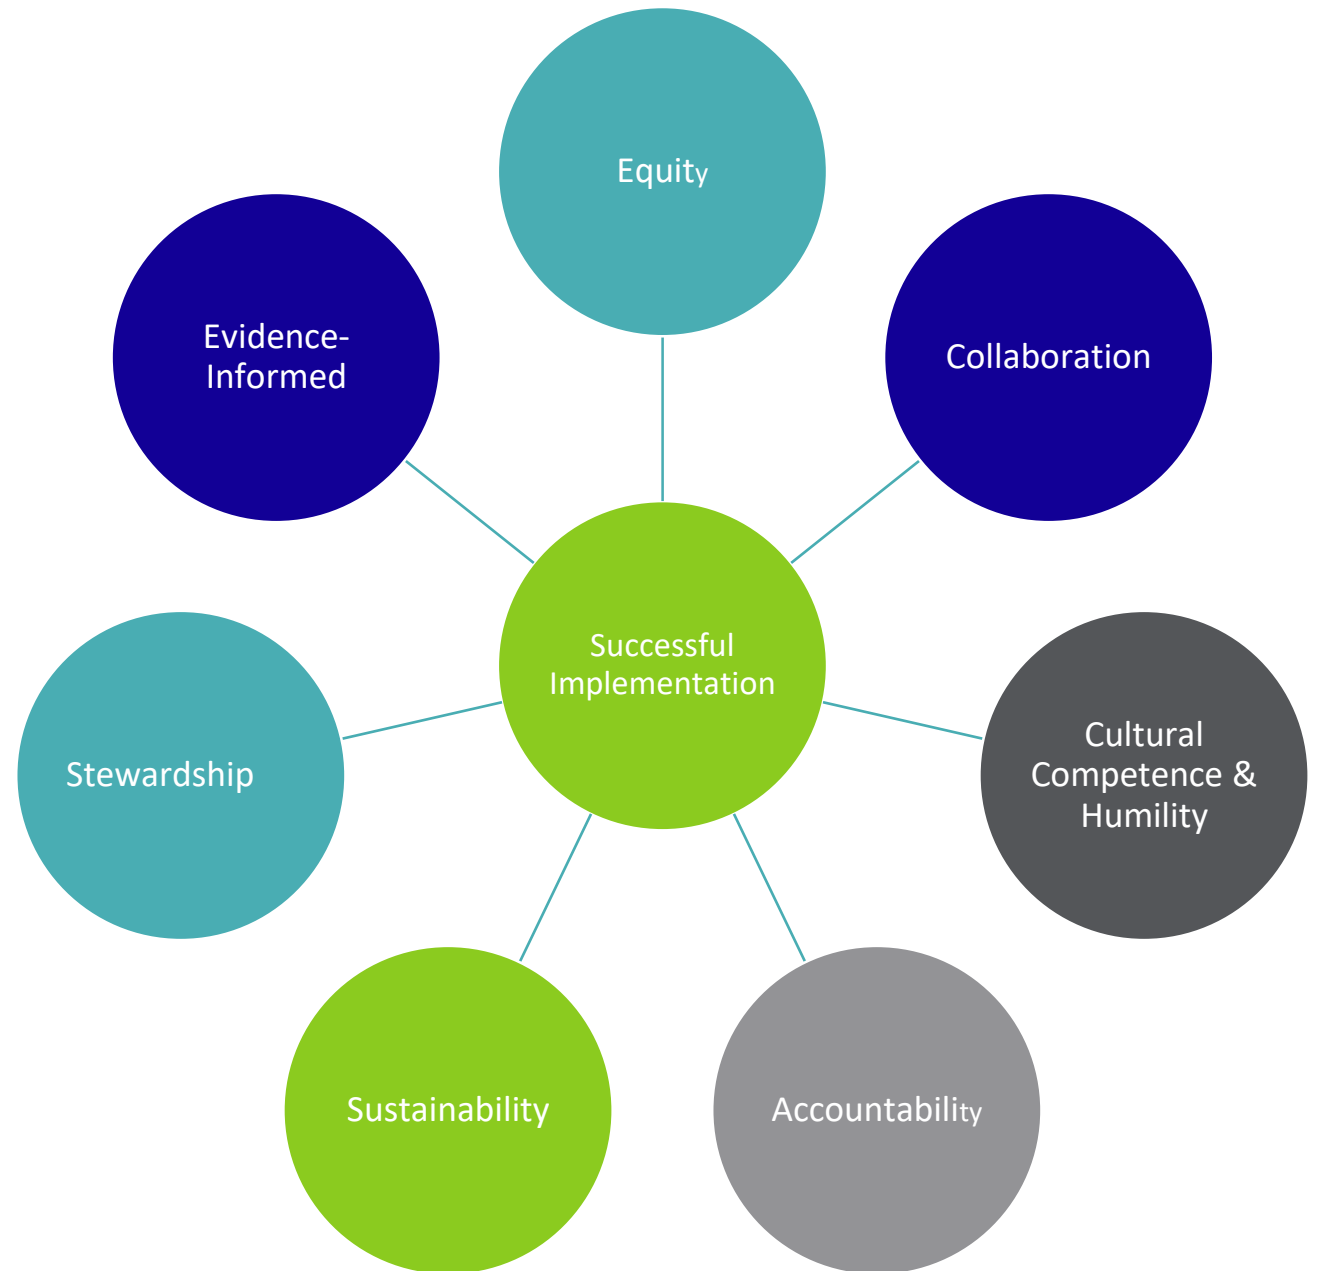 Equity
Evidence-
Informed
Collaboration
Successful
Implementation
Cultural
Competence &
Humility
Stewardship
Sustainability
Accountability